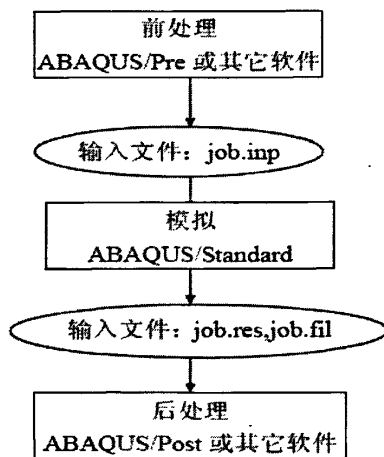 前处理
ABAQUS/Pre 或其它软件
输入文件：job.inp
模拟
ABAQUS/Standard
输入文件：job.res,job.fil
后处理
ABAQUS/Post 或其它软件